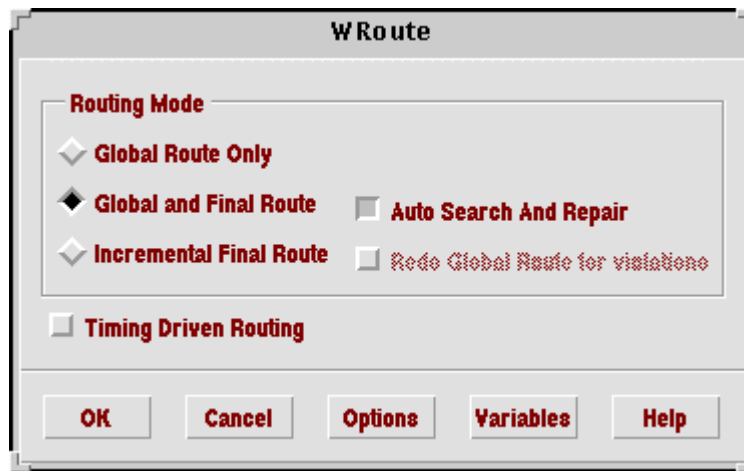 WRoute
Routing Mode
Global Route Only
Global and Final Route
Auto Search And Repair
Incremental Final Route
Redo Global Route for violations
Timing Driven Routing
OK
Cancel
Options
Variables
Help